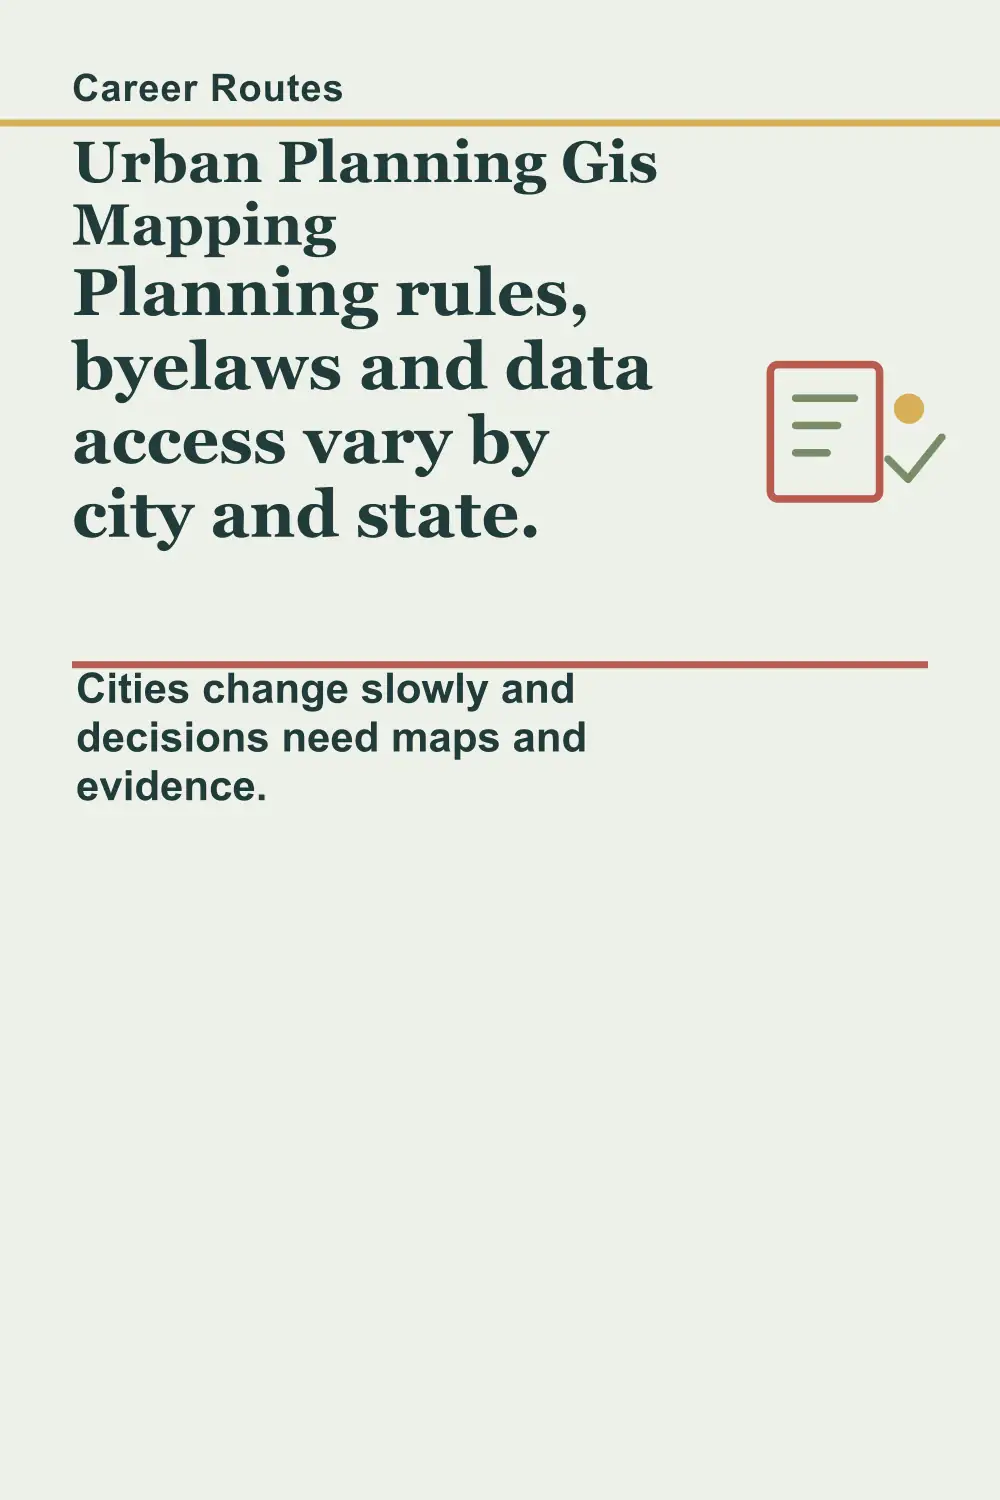 Career Routes
Urban Planning Gis
Mapping
Planning rules,
byelaws and data
access vary by
city and state.
Cities change slowly and
decisions need maps and
evidence.